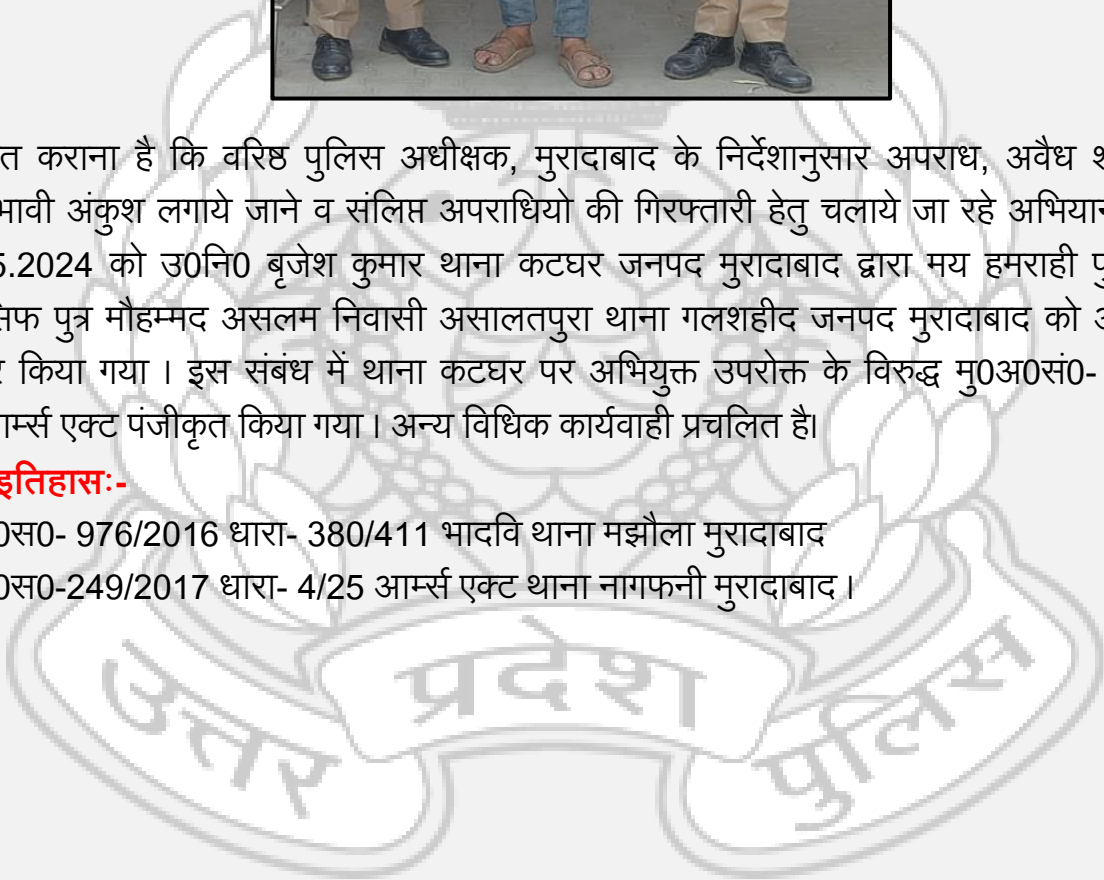 त कराना है कि वरिष्ठ पुलिस अधीक्षक, मुरादाबाद के निर्देशानुसार अपराध, अवैध श
भावी अंकुश लगाये जाने व संलिप्त अपराधियो की गिरफ्तारी हेतु चलाये जा रहे अभियान
5.2024 को उ0नि0 बृजेश कुमार थाना कटघर जनपद मुरादाबाद द्वारा मय हमराही पु
सिफ पुत्र मौहम्मद असलम निवासी असालतपुरा थाना गलशहीद जनपद मुरादाबाद को अ
र किया गया । इस संबंध में थाना कटघर पर अभियुक्त उपरोक्त के विरुद्ध मु0अ0सं0-
ार्म्स एक्ट पंजीकृत किया गया । अन्य विधिक कार्यवाही प्रचलित है।
इतिहासः-
0स0- 976/2016 धारा- 380/411 भादवि थाना मझौला मुरादाबाद
0स0-249/2017 धारा- 4/25 आर्म्स एक्ट थाना नागफनी मुरादाबाद ।
उत्तर प्रदेश पुलिस